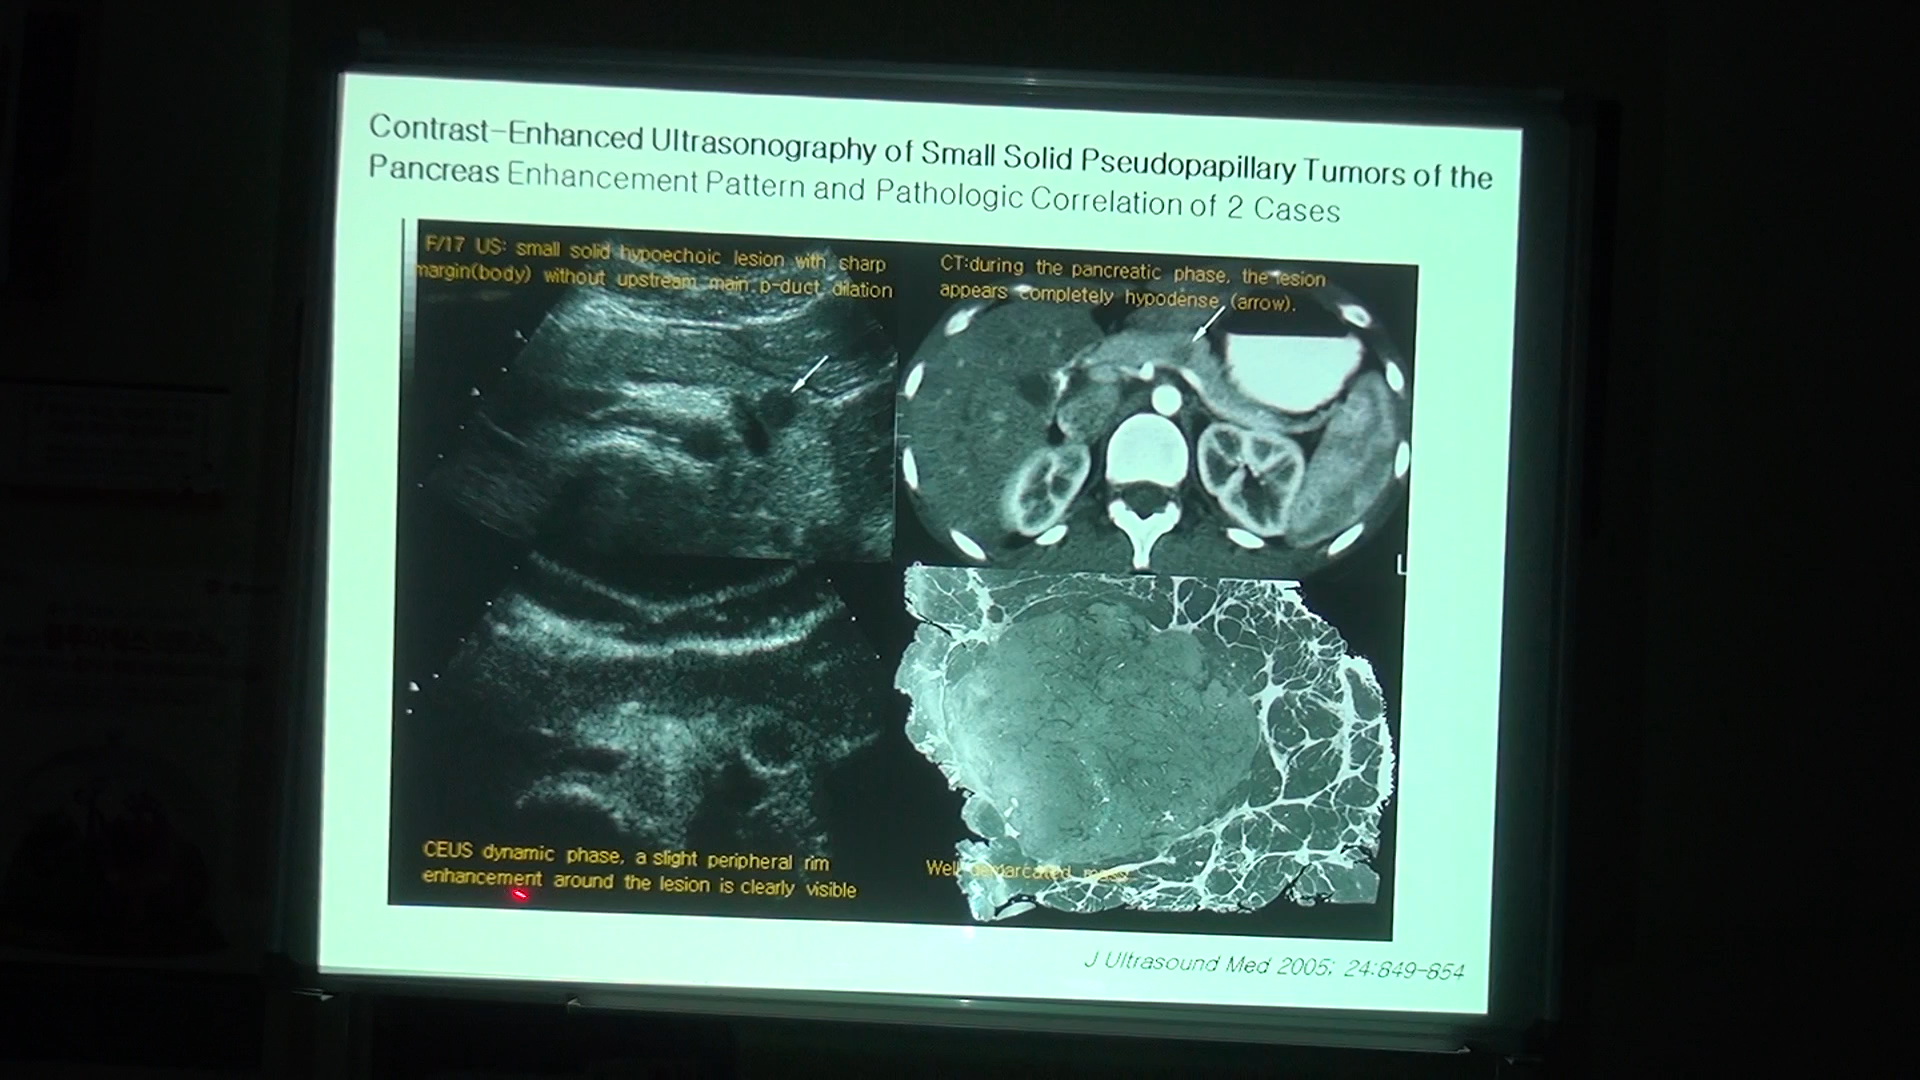 Contrast-Enhanced Ultrasonography of Small Solid Pseudopapillary Tumors of the
Pancreas Enhancement Pattern and Pathologic Correlation of 2 Cases
F/17 US: small solid hypoechoic lesion with sharp
margin(body) without upstream main p-duct dilation
CT:during the pancreatic phase, the lesion
appears completely hypodense (arrow).
L
CEUS dynamic phase, a slight peripheral rim
enhancement around the lesion is clearly visible
Well demarcated mass
J Ultrasound Med 2005; 24:849-854